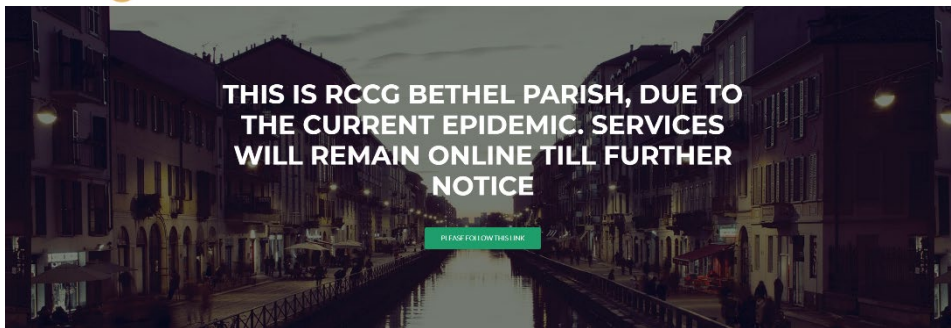 THIS IS RCCG BETHEL PARISH, DUE TO
THE CURRENT EPIDEMIC. SERVICES
WILL REMAIN ONLINE TILL FURTHER
NOTICE
PLEASE FOLLOW THIS LINK